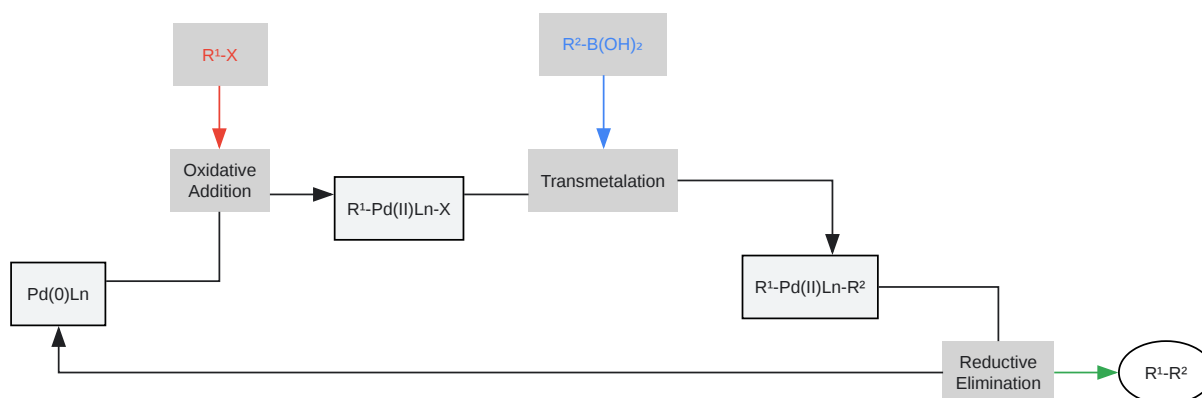 R¹-X
R²-B(OH)₂
Oxidative
Addition
Transmetalation
R¹-Pd(II)Ln-X
Pd(0)Ln
R¹-Pd(II)Ln-R²
Reductive
Elimination
R¹-R²